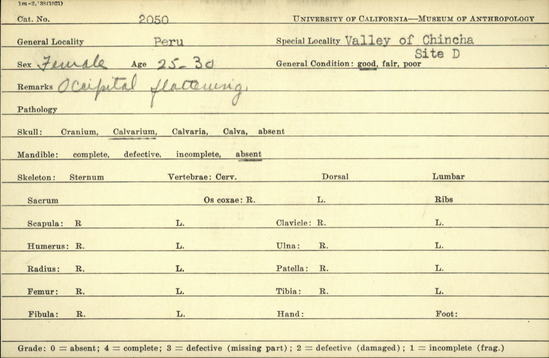 1m-2,'38(1021)
Cat. No. 2050 UNIVERSITY OF CALIFORNIA—MUSEUM OF ANTHROPOLOGY
General Locality Peru Special Locality Valley of Chincha
Site D
Sex Female Age 25-30 General Condition: good, fair, poor
Remarks Occipital flattening.
Pathology
Skull: Cranium, Calvarium, Calvaria, Calva, absent
Mandible: complete, defective, incomplete, absent
Skeleton: Sternum Vertebrae: Cerv. Dorsal Lumbar
Sacrum Os coxae: R. L. Ribs
Scapula: R L. Clavicle: R. L.
Humerus: R. L. Ulna: R. L.
Radius: R. L. Patella: R. L.
Femur: R. L. Tibia: R. L.
Fibula: R. L. Hand: Foot:
Grade: 0 = absent; 4 = complete; 3 = defective (missing part); 2 = defective (damaged); 1 = incomplete (frag.)